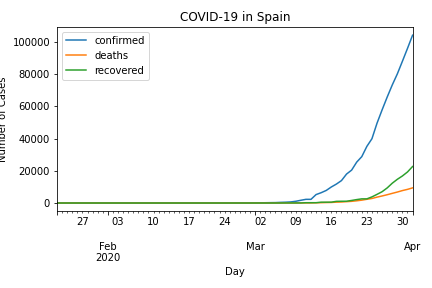 COVID-19 in Spain
confirmed
deaths
recovered
100000
80000
60000
40000
20000
0
Number of Cases
27 03 10 17 24 02 09 16 23 30
Feb Mar Apr
2020
Day